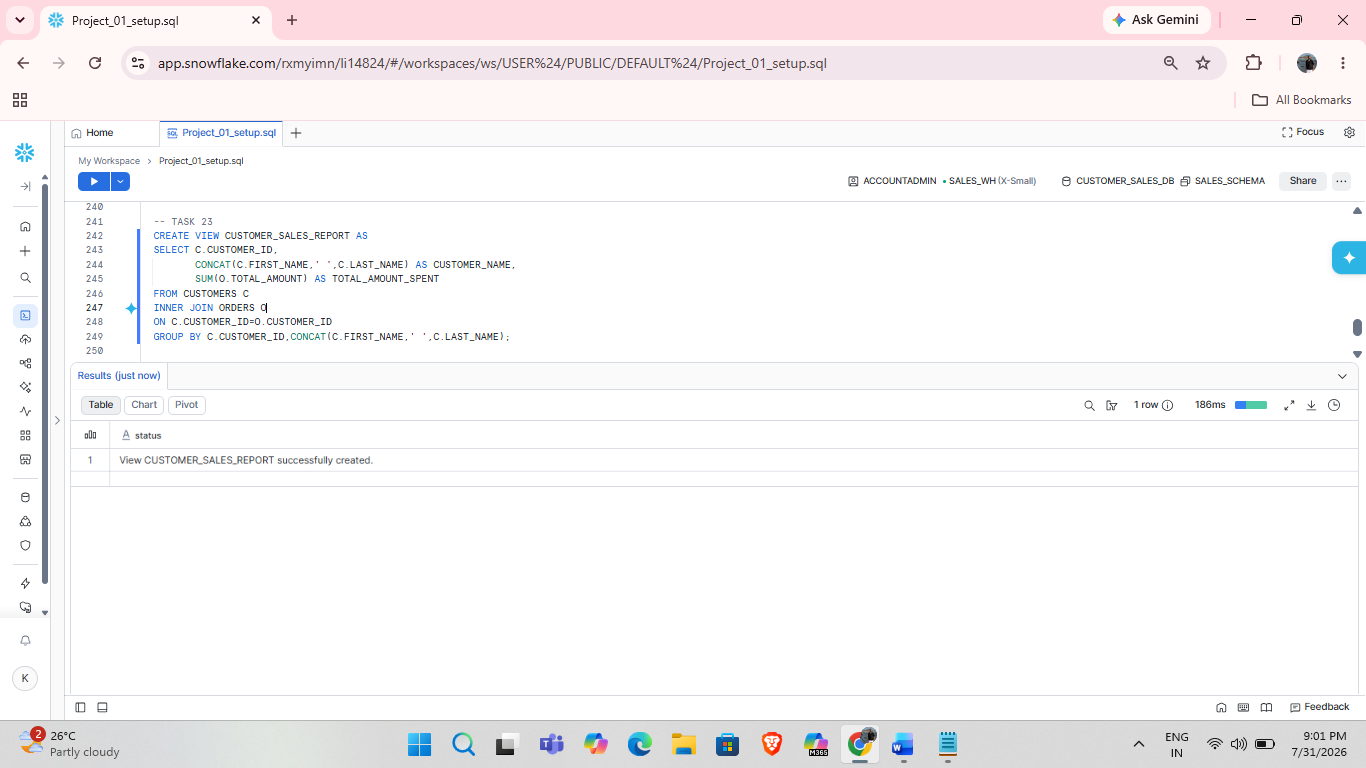 Project_01_setup.sql
Ask Gemini
app.snowflake.com/rxmyimn/li14824/#/workspaces/ws/USER%24/PUBLIC/DEFAULT%24/Project_01_setup.sql
All Bookmarks
Home
SQL
Project_01_setup.sql
Focus
My Workspace > Project_01_setup.sql
ACCOUNTADMIN • SALES_WH (X-Small)
CUSTOMER_SALES_DB
SALES_SCHEMA
Share
240
241 -- TASK 23
242 CREATE VIEW CUSTOMER_SALES_REPORT AS
243 SELECT C.CUSTOMER_ID,
244 CONCAT(C.FIRST_NAME,' ',C.LAST_NAME) AS CUSTOMER_NAME,
245 SUM(O.TOTAL_AMOUNT) AS TOTAL_AMOUNT_SPENT
246 FROM CUSTOMERS C
247 INNER JOIN ORDERS O
248 ON C.CUSTOMER_ID=O.CUSTOMER_ID
249 GROUP BY C.CUSTOMER_ID,CONCAT(C.FIRST_NAME,' ',C.LAST_NAME);
250
Results (just now)
Table Chart Pivot
1 row
186ms
A status
1 View CUSTOMER_SALES_REPORT successfully created.
K
Feedback
2
26°C
Partly cloudy
M365
W
ENG
IN
9:01 PM
7/31/2026